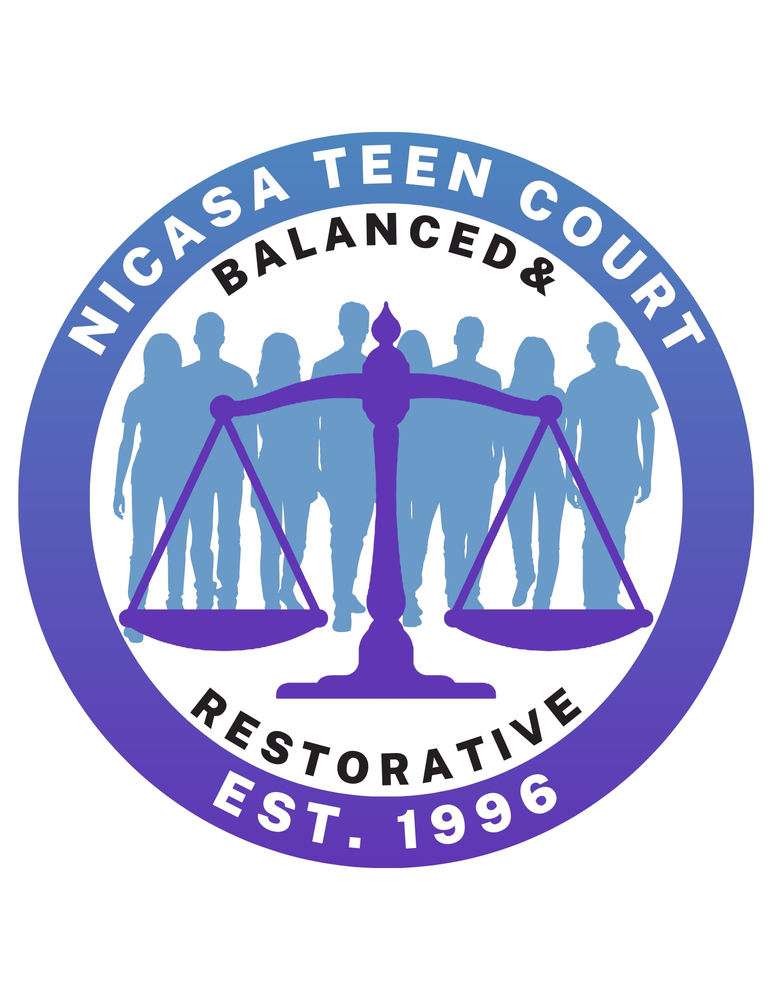 NICASA TEEN COURT
BALANCED &
RESTORATIVE
EST. 1996